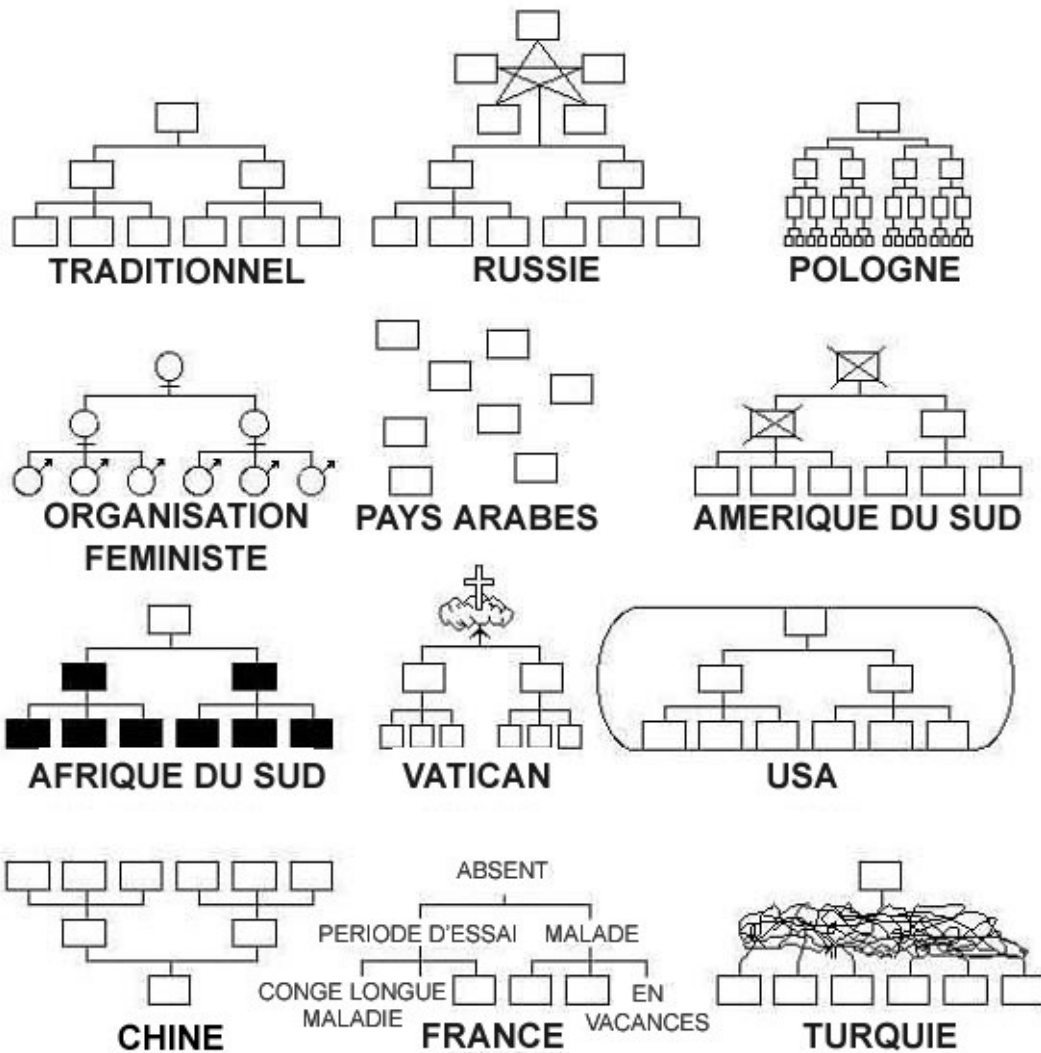 TRADITIONNEL
RUSSIE
POLOGNE
ORGANISATION
FEMINISTE
PAYS ARABES
AMERIQUE DU SUD
AFRIQUE DU SUD
VATICAN
USA
CHINE
ABSENT
PERIODE D'ESSAI
MALADE
CONGE LONGUE
MALADIE
EN
VACANCES
FRANCE
TURQUIE